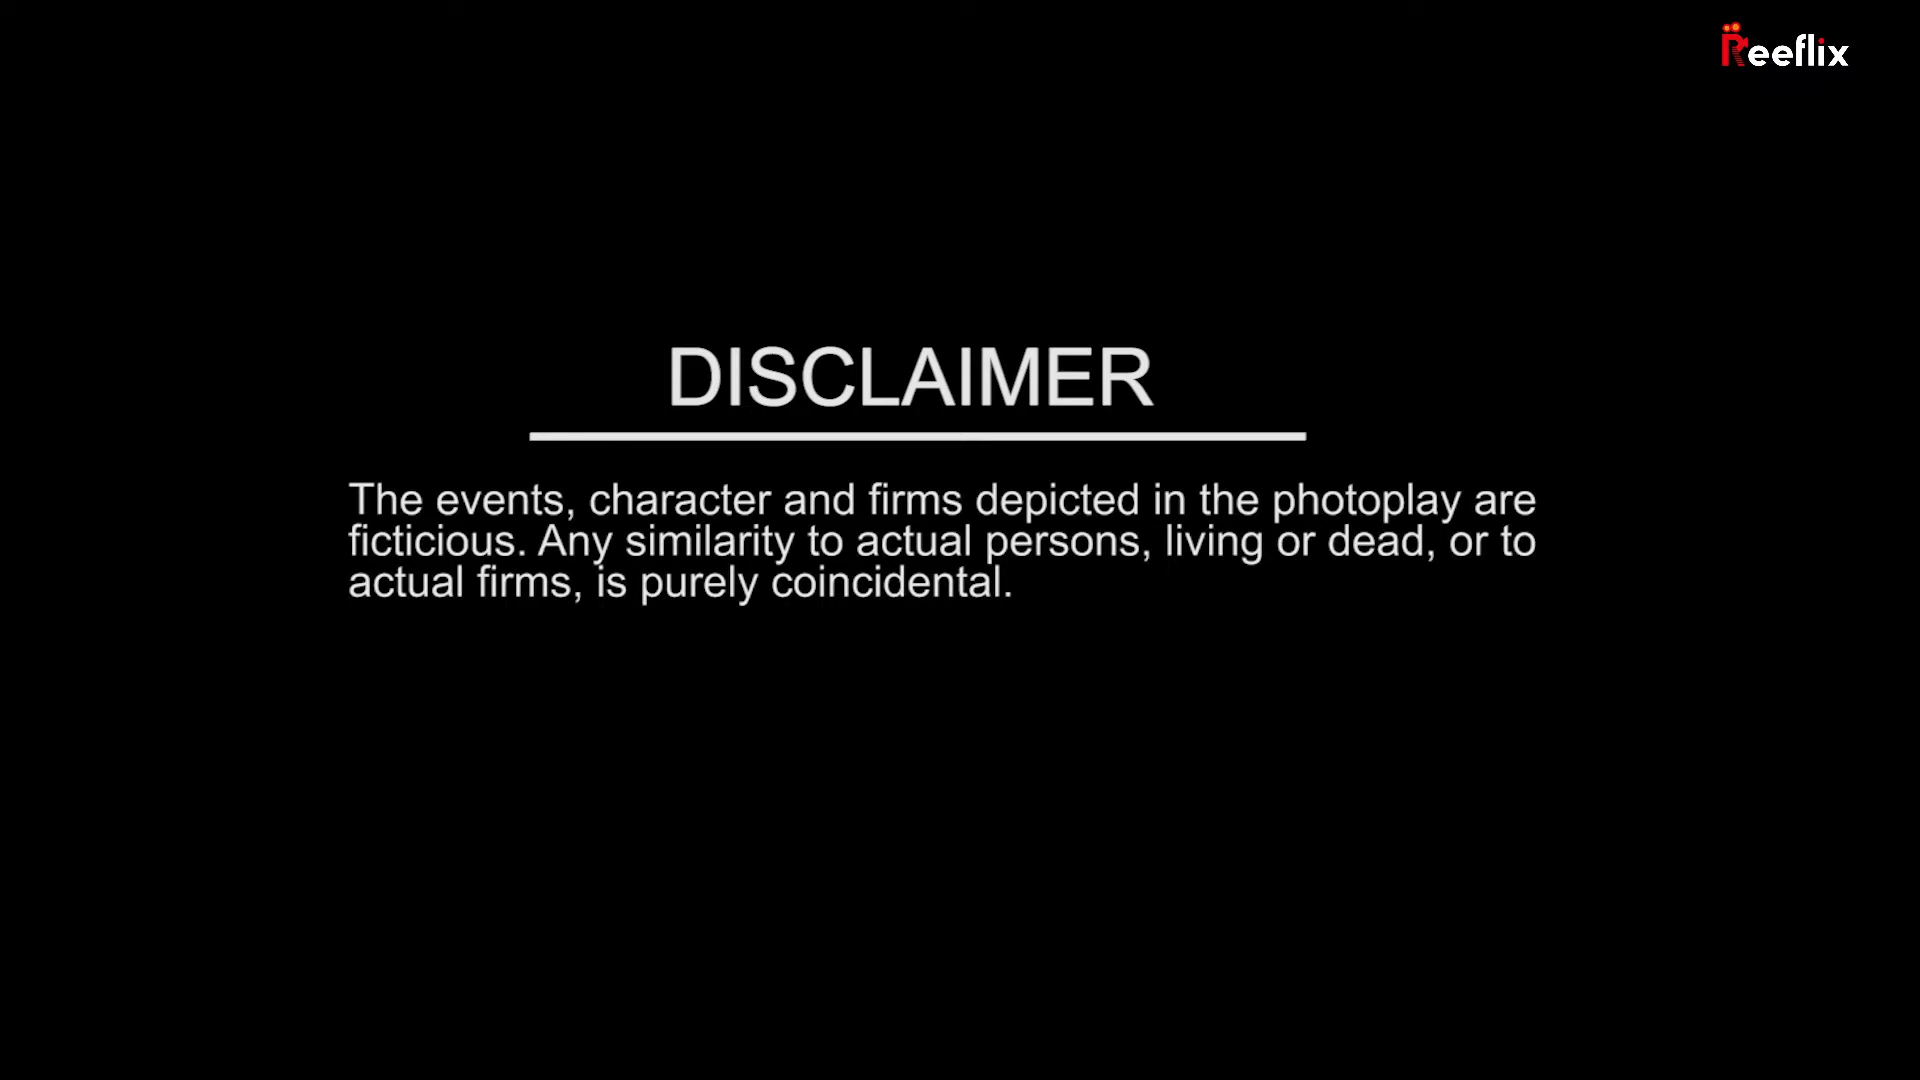 Reeflix
DISCLAIMER
The events, character and firms depicted in the photoplay are
ficticious. Any similarity to actual persons, living or dead, or to
actual firms, is purely coincidental.